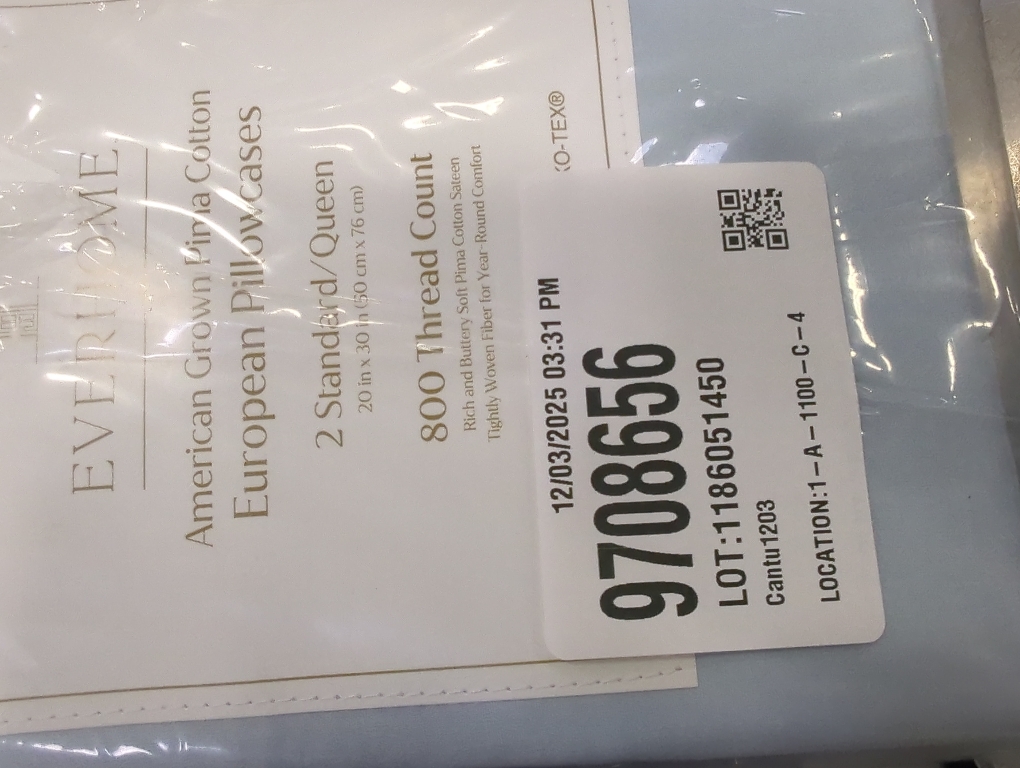 EVERHOME
American Grown Pima Cotton
European Pillowcases
2 Standard/Queen
20 in x 30 in (50 cm x 76 cm)
800 Thread Count
Rich and Buttery Soft Pima Cotton Sateen
Tightly Woven Fiber for Year-Round Comfort
KO-TEX®
12/03/2025 03:31 PM
9708656
LOT:1186051450
Cantu1203
LOCATION:1-A-1100-C-4